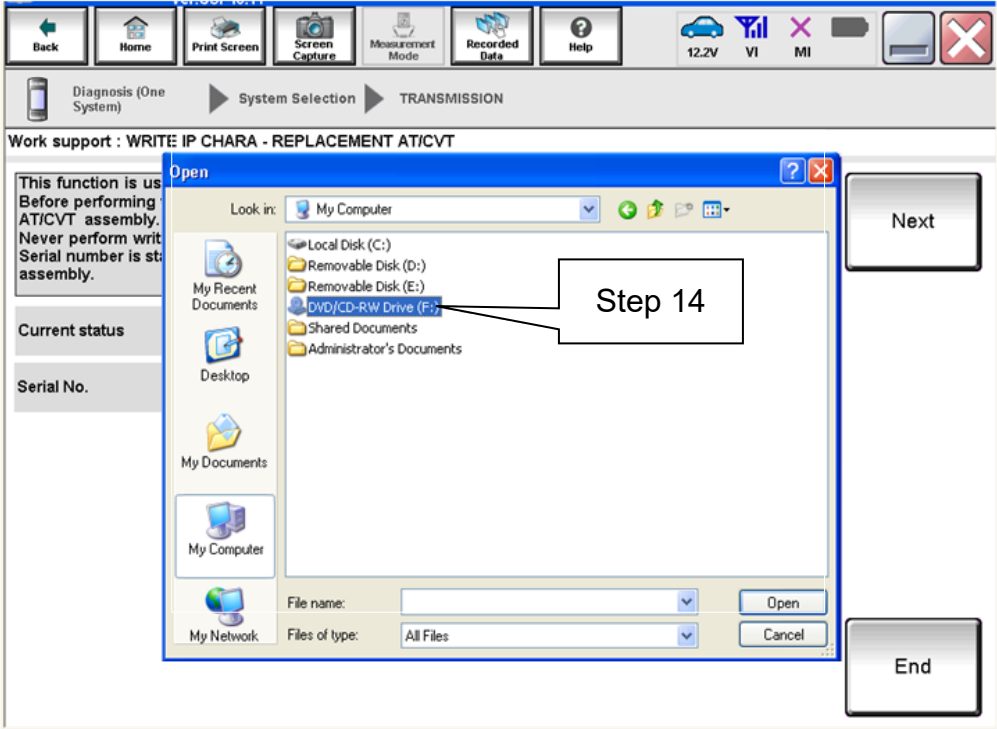 Back
Home
Print Screen
Screen
Capture
Measurement
Mode
Recorded
Data
Help
12.2V
VI
MI
Diagnosis (One
System)
System Selection
TRANSMISSION
Work support : WRITE IP CHARA - REPLACEMENT AT/CVT
This function is us
Before performing
AT/CVT assembly.
Never perform writ
Serial number is sta
assembly.
Current status
Serial No.
Open
Look in:
My Computer
My Recent
Documents
Desktop
My Documents
My Computer
My Network
Local Disk (C:)
Removable Disk (D:)
Removable Disk (E:)
DVD/CD-RW Drive (F:)
Shared Documents
Administrator's Documents
Step 14
File name:
Open
Files of type:
All Files
Cancel
Next
End